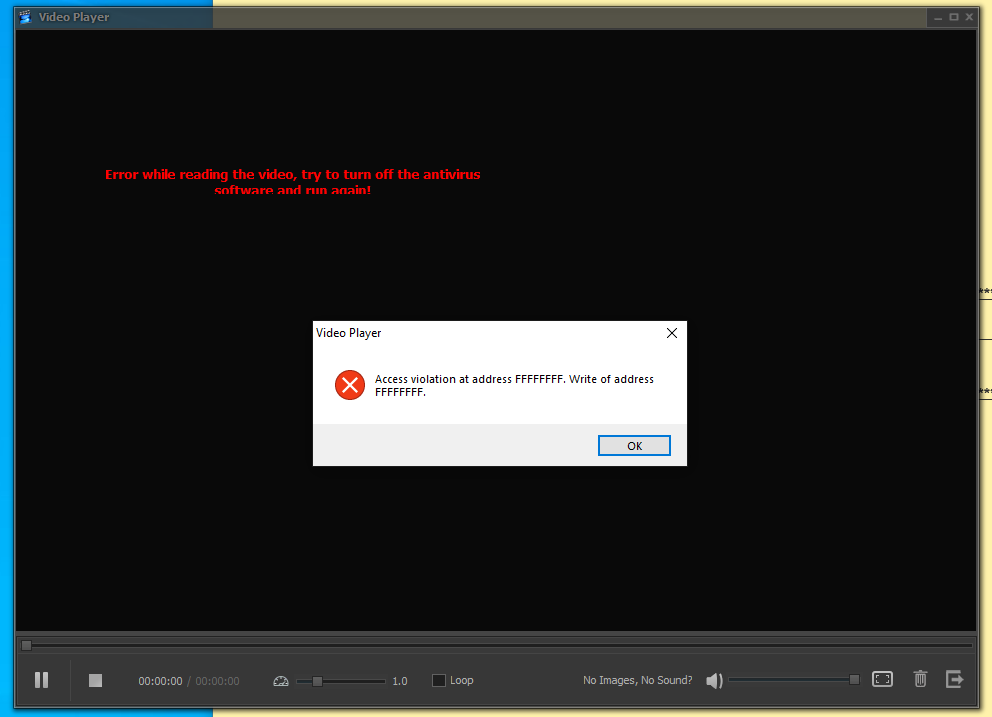 Video Player
Error while reading the video, try to turn off the antivirus
software and run again!
**
**
Video Player
Access violation at address FFFFFFFF. Write of address
FFFFFFFF.
OK
00:00:00 / 00:00:00
1.0
Loop
No Images, No Sound?